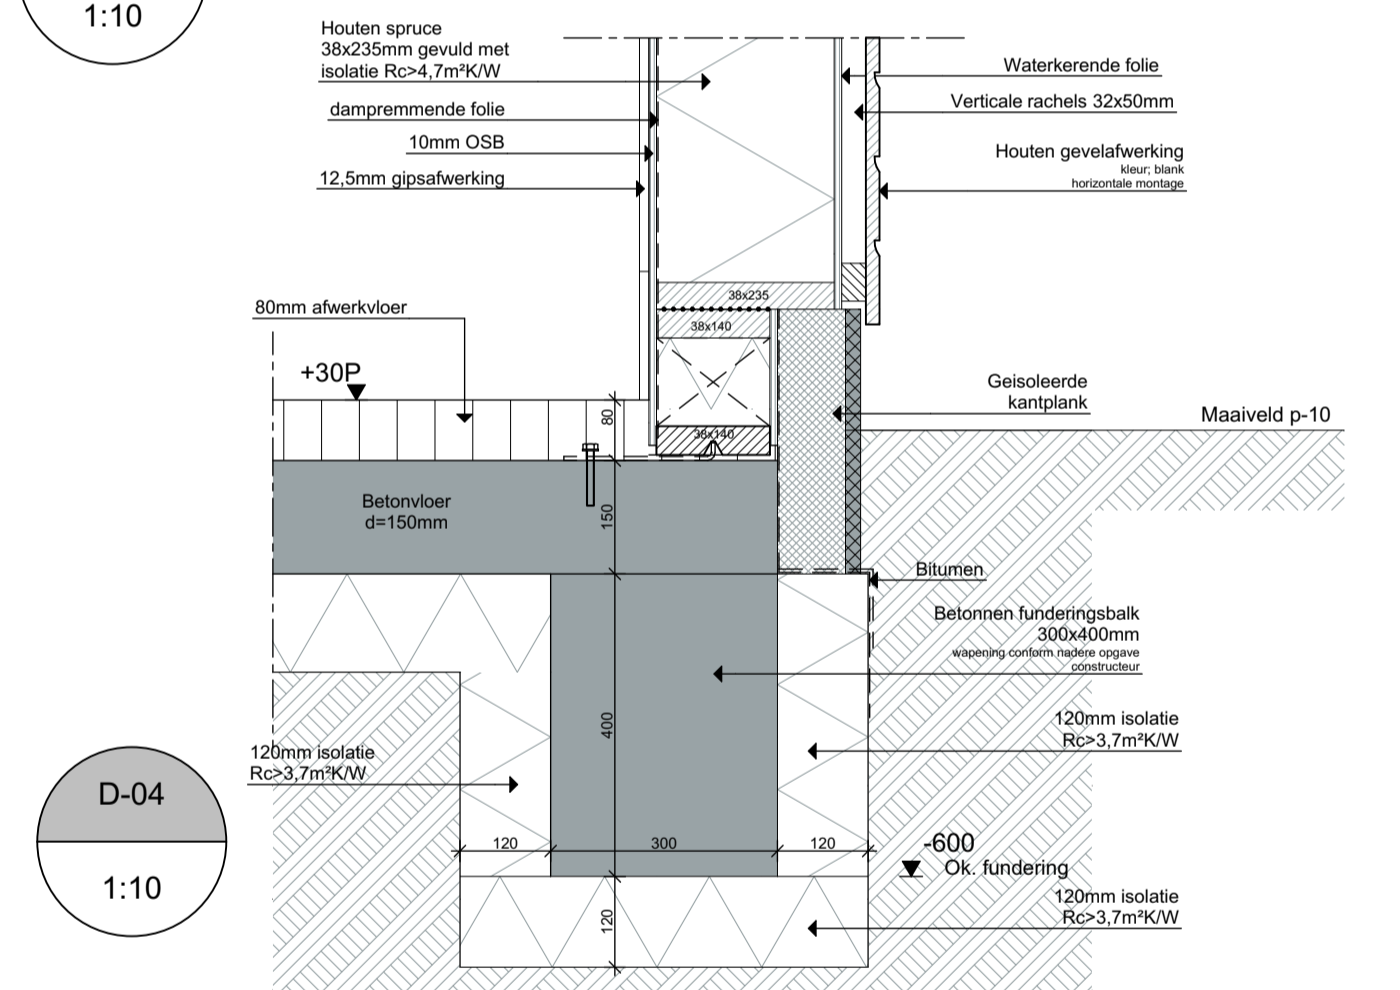 1:10
Houten spruce
38x235mm gevuld met
isolatie Rc>4,7m²K/W
dampremmende folie
10mm OSB
12,5mm gipsafwerking
Waterkerende folie
Verticale rachels 32x50mm
Houten gevelafwerking
kleur; blank
horizontale montage
38x235
38x140
80mm afwerkvloer
+30P
80
38x140
Geisoleerde
kantplank
Maaiveld p-10
Betonvloer
d=150mm
150
Bitumen
Betonnen funderingsbalk
300x400mm
wapening conform nadere opgave
constructeur
400
120mm isolatie
Rc>3,7m²K/W
120mm isolatie
Rc>3,7m²K/W
D-04
1:10
120
300
120
-600
Ok. fundering
120
120mm isolatie
Rc>3,7m²K/W